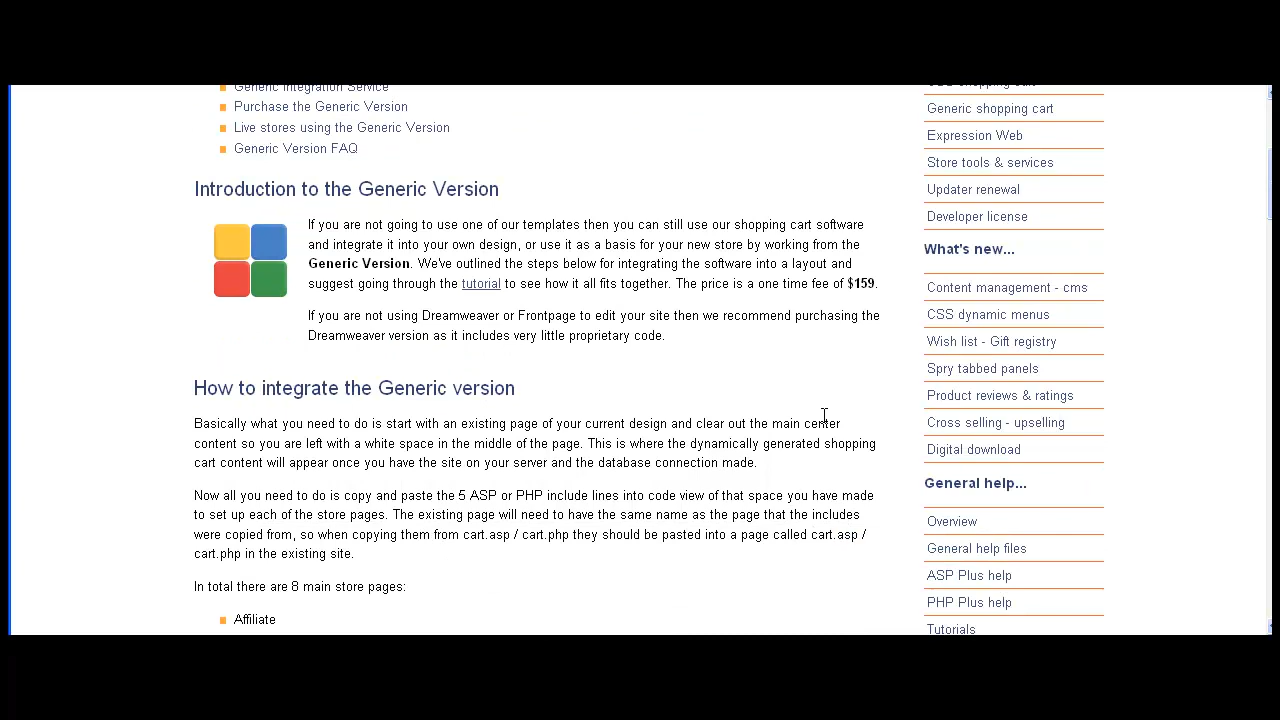 Generic Integration Service
Purchase the Generic Version
Live stores using the Generic Version
Generic Version FAQ
Introduction to the Generic Version
If you are not going to use one of our templates then you can still use our shopping cart software
and integrate it into your own design, or use it as a basis for your new store by working from the
Generic Version. We've outlined the steps below for integrating the software into a layout and
suggest going through the tutorial to see how it all fits together. The price is a one time fee of $159.
If you are not using Dreamweaver or Frontpage to edit your site then we recommend purchasing the
Dreamweaver version as it includes very little proprietary code.
How to integrate the Generic version
Basically what you need to do is start with an existing page of your current design and clear out the main center
content so you are left with a white space in the middle of the page. This is where the dynamically generated shopping
cart content will appear once you have the site on your server and the database connection made.
Now all you need to do is copy and paste the 5 ASP or PHP include lines into code view of that space you have made
to set up each of the store pages. The existing page will need to have the same name as the page that the includes
were copied from, so when copying them from cart.asp / cart.php they should be pasted into a page called cart.asp /
cart.php in the existing site.
In total there are 8 main store pages:
Affiliate
shopping cart
Generic shopping cart
Expression Web
Store tools & services
Updater renewal
Developer license
What's new...
Content management - cms
CSS dynamic menus
Wish list - Gift registry
Spry tabbed panels
Product reviews & ratings
Cross selling - upselling
Digital download
General help...
Overview
General help files
ASP Plus help
PHP Plus help
Tutorials